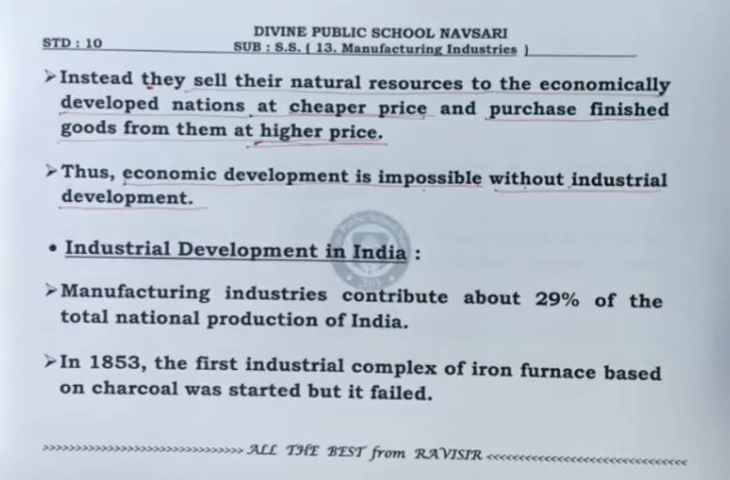 DIVINE PUBLIC SCHOOL NAVSARI
STD : 10
SUB : S.S. ( 13. Manufacturing Industries )
➢Instead they sell their natural resources to the economically
developed nations at cheaper price and purchase finished
goods from them at higher price.
➢Thus, economic development is impossible without industrial
development.
• Industrial Development in India :
➢Manufacturing industries contribute about 29% of the
total national production of India.
➢In 1853, the first industrial complex of iron furnace based
on charcoal was started but it failed.
>>>>>>>>>>>>>>>>>>>>>>>>>>>>>>> ALL THE BEST from RAVISIR <<<<<<<<<<<<<<<<<<<<<<<<<<<<<<<